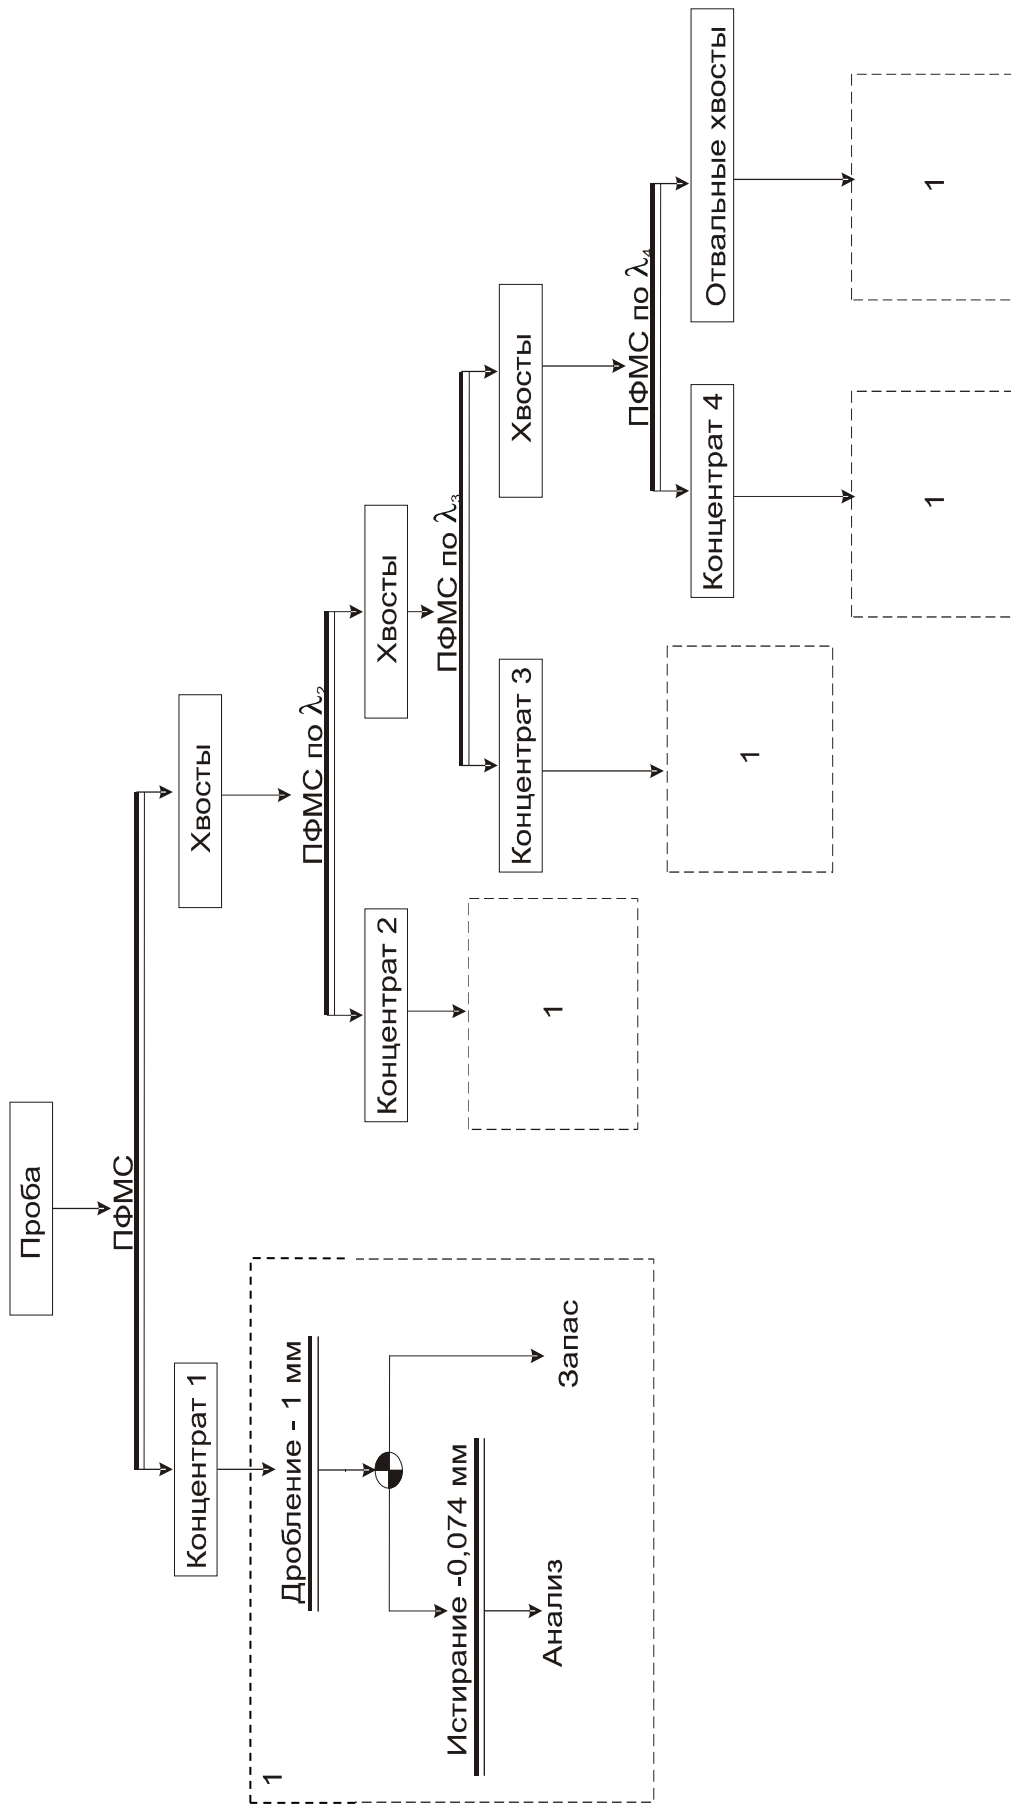 Проба
ПФМС
Концентрат 1
Хвосты
1
Дробление - 1 мм
Истирание -0,074 мм
Анализ
Запас
ПФМС по λ₂
Концентрат 2
Хвосты
1
ПФМС по λ₃
Концентрат 3
Хвосты
1
ПФМС по λ₄
Концентрат 4
Отвальные хвосты
1
1